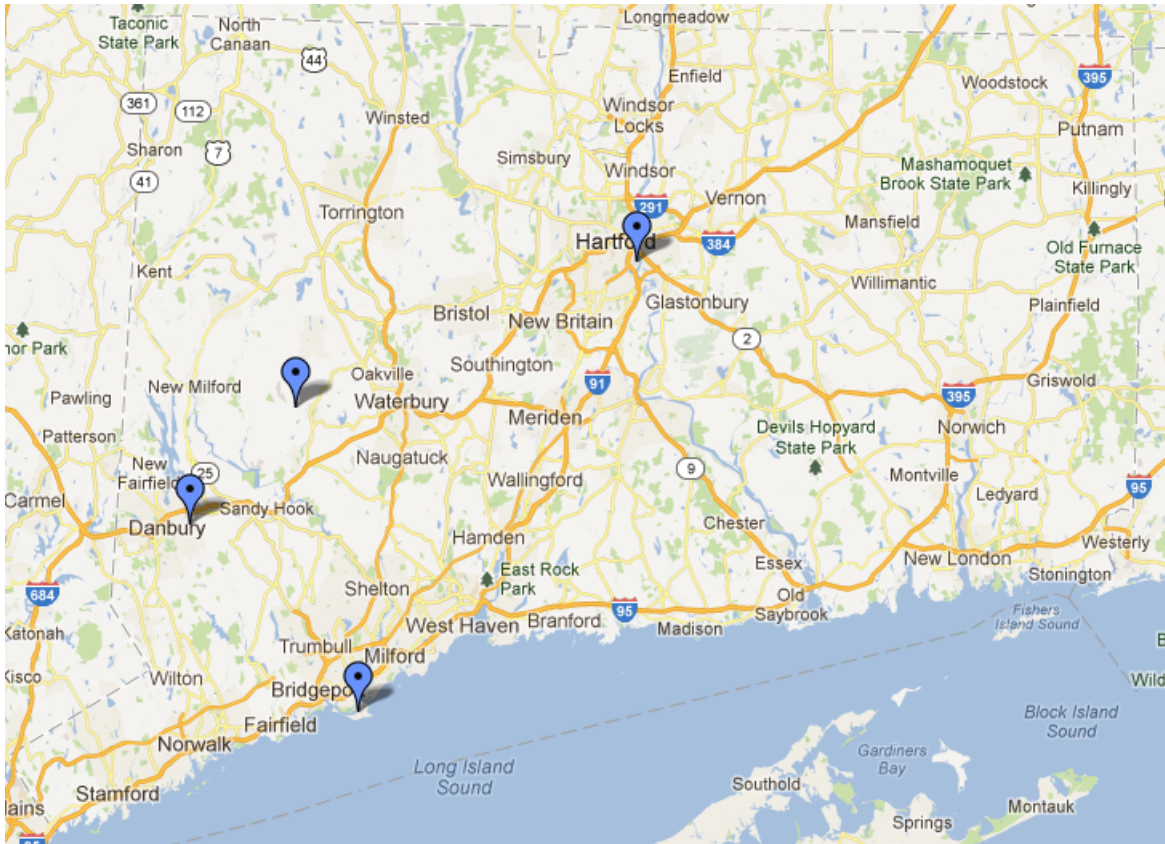 Taconic
State Park
North
Canaan
44
Longmeadow
395
Enfield
Woodstock
361
112
Windsor
Locks
Winsted
Putnam
Sharon
7
Simsbury
Windsor
Mashamoquet
Brook State Park
41
Killingly
Vernon
291
Torrington
Mansfield
Hartford
384
Old Furnace
State Park
Kent
Willimantic
Glastonbury
Plainfield
Bristol
New Britain
2
Southington
Oakville
91
New Milford
Griswold
Pawling
Waterbury
395
Meriden
Norwich
Devils Hopyard
State Park
Patterson
Naugatuck
New
Fairfield
25
9
Wallingford
Montville
95
Carmel
Ledyard
Sandy Hook
Danbury
Chester
Hamden
Westerly
New London
Essex
East Rock
Park
Stonington
Shelton
684
Old
Saybrook
95
Fishers
Island Sound
West Haven
Branford
Madison
Katonah
Trumbull
Milford
Wilton
Bridgepo
Fairfield
Block Island
Sound
Norwalk
Gardiners
Bay
Long Island
Sound
Southold
Stamford
Montauk
Springs
95